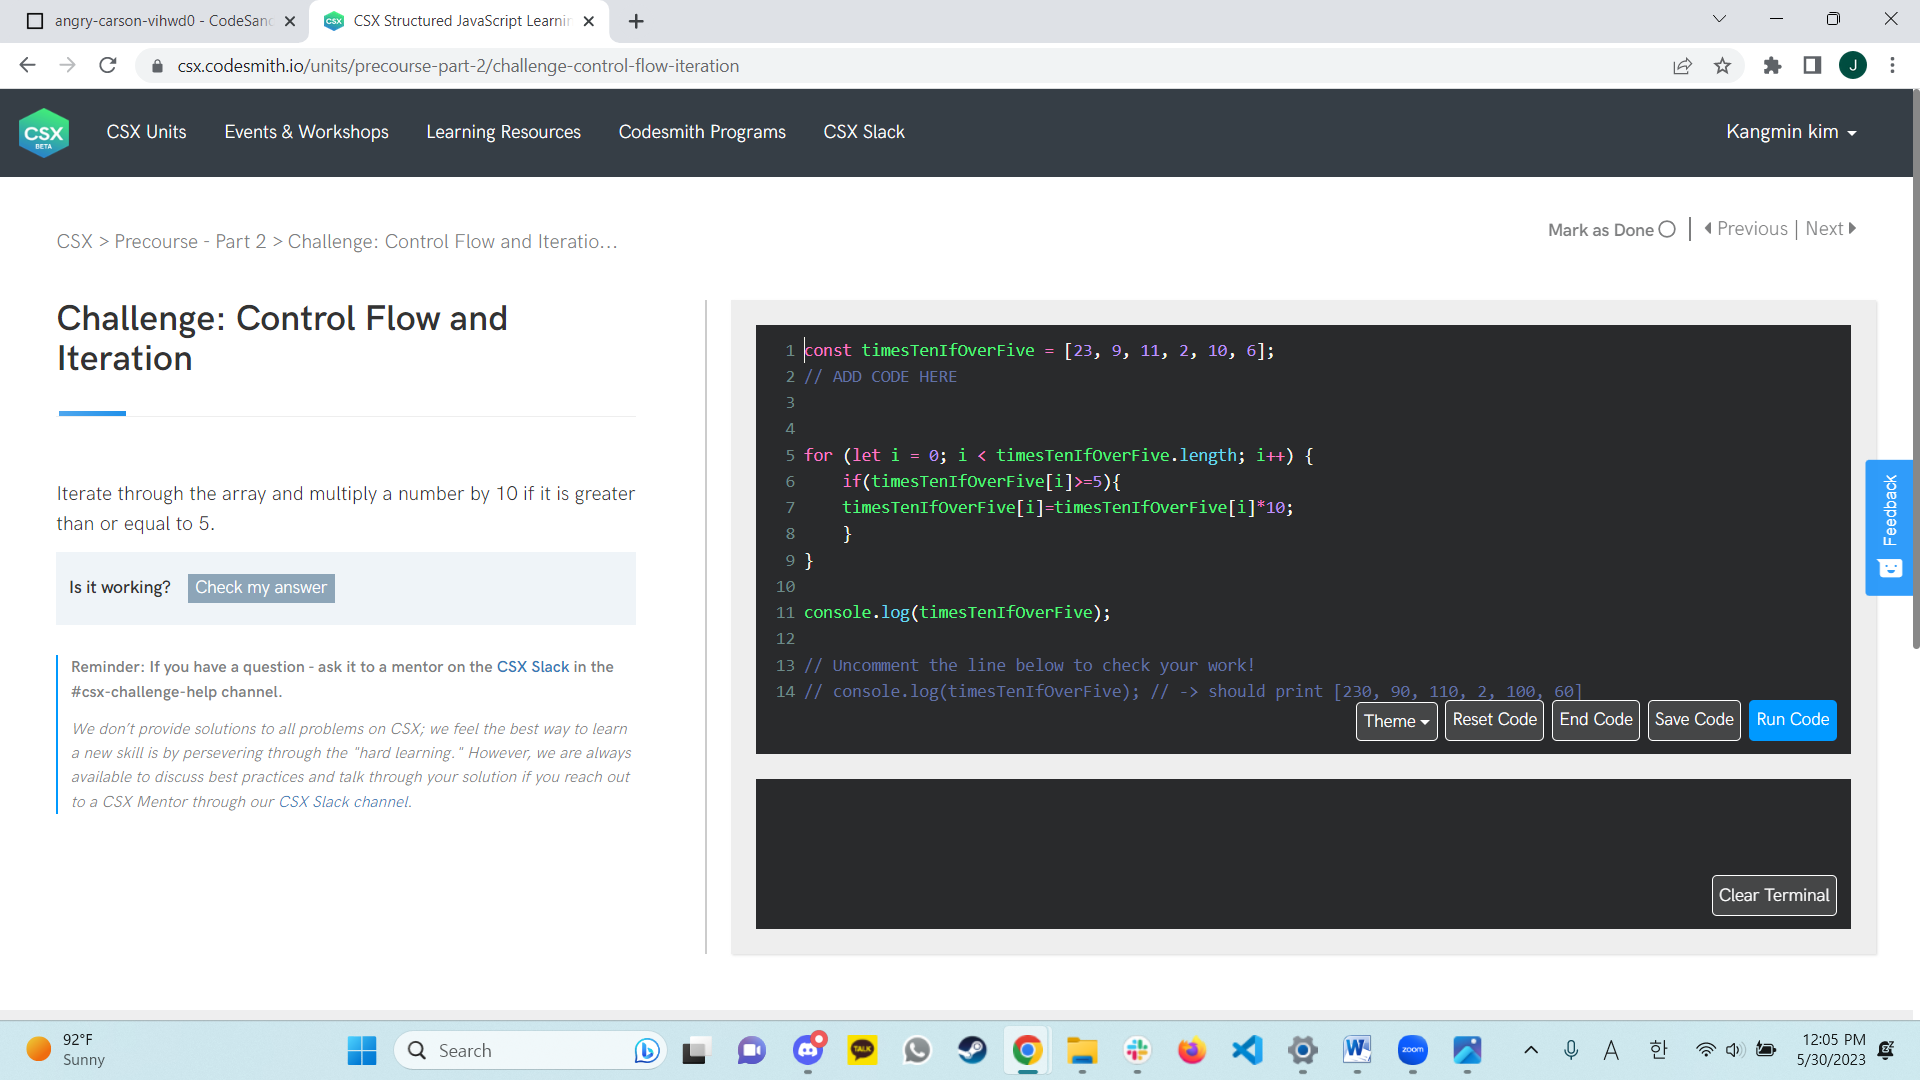 angry-carson-vihwd0 - CodeSand
CSX Structured JavaScript Learnin
csx.codesmith.io/units/precourse-part-2/challenge-control-flow-iteration
J
CSX
BETA
CSX Units
Events & Workshops
Learning Resources
Codesmith Programs
CSX Slack
Kangmin kim
CSX > Precourse - Part 2 > Challenge: Control Flow and Iteratio...
Mark as Done
Previous | Next
Challenge: Control Flow and
Iteration
Iterate through the array and multiply a number by 10 if it is greater
than or equal to 5.
Is it working?
Check my answer
Reminder: If you have a question - ask it to a mentor on the CSX Slack in the
#csx-challenge-help channel.
We don't provide solutions to all problems on CSX; we feel the best way to learn
a new skill is by persevering through the "hard learning." However, we are always
available to discuss best practices and talk through your solution if you reach out
to a CSX Mentor through our CSX Slack channel.
1 const timesTenIfOverFive = [23, 9, 11, 2, 10, 6];
2 // ADD CODE HERE
3
4
5 for (let i = 0; i < timesTenIfOverFive.length; i++) {
6 if(timesTenIfOverFive[i]>=5){
7 timesTenIfOverFive[i]=timesTenIfOverFive[i]*10;
8 }
9 }
10
11 console.log(timesTenIfOverFive);
12
13 // Uncomment the line below to check your work!
14 // console.log(timesTenIfOverFive); // -> should print [230, 90, 110, 2, 100, 60]
Theme
Reset Code
End Code
Save Code
Run Code
Clear Terminal
Feedback
92°F
Sunny
Search
TALK
zoom
A
한
12:05 PM
5/30/2023